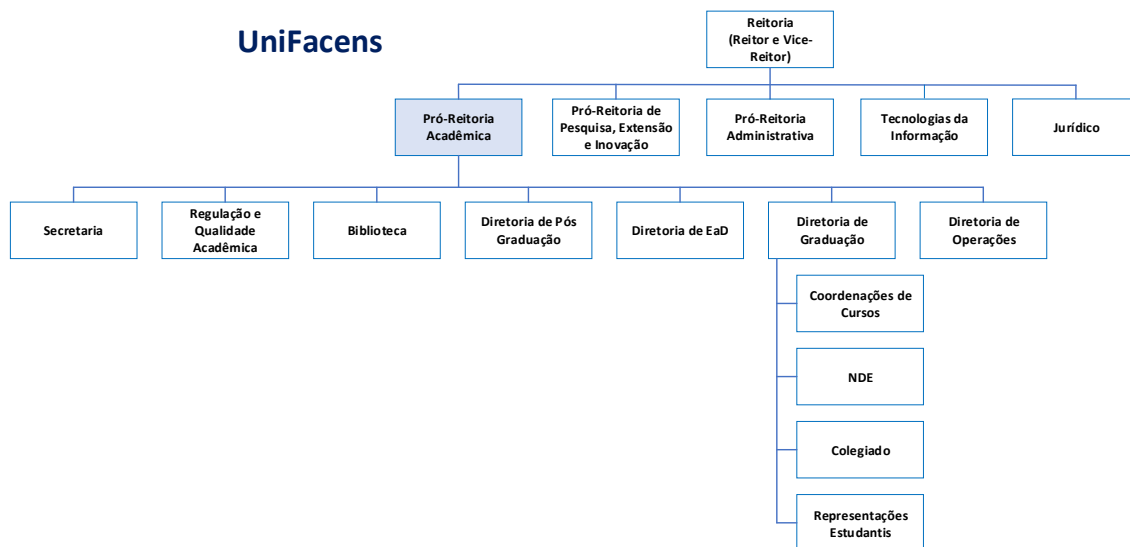 UniFacens
Reitoria
(Reitor e Vice-
Reitor)
Pró-Reitoria
Acadêmica
Pró-Reitoria de
Pesquisa, Extensão
e Inovação
Pró-Reitoria
Administrativa
Tecnologias da
Informação
Jurídico
Secretaria
Regulação e
Qualidade
Acadêmica
Biblioteca
Diretoria de Pós
Graduação
Diretoria de EaD
Diretoria de
Graduação
Diretoria de
Operações
Coordenações de
Cursos
NDE
Colegiado
Representações
Estudantis